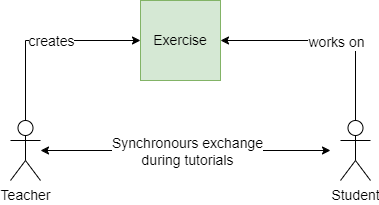 creates
Exercise
works on
Synchronours exchange
during tutorials
Teacher
Student